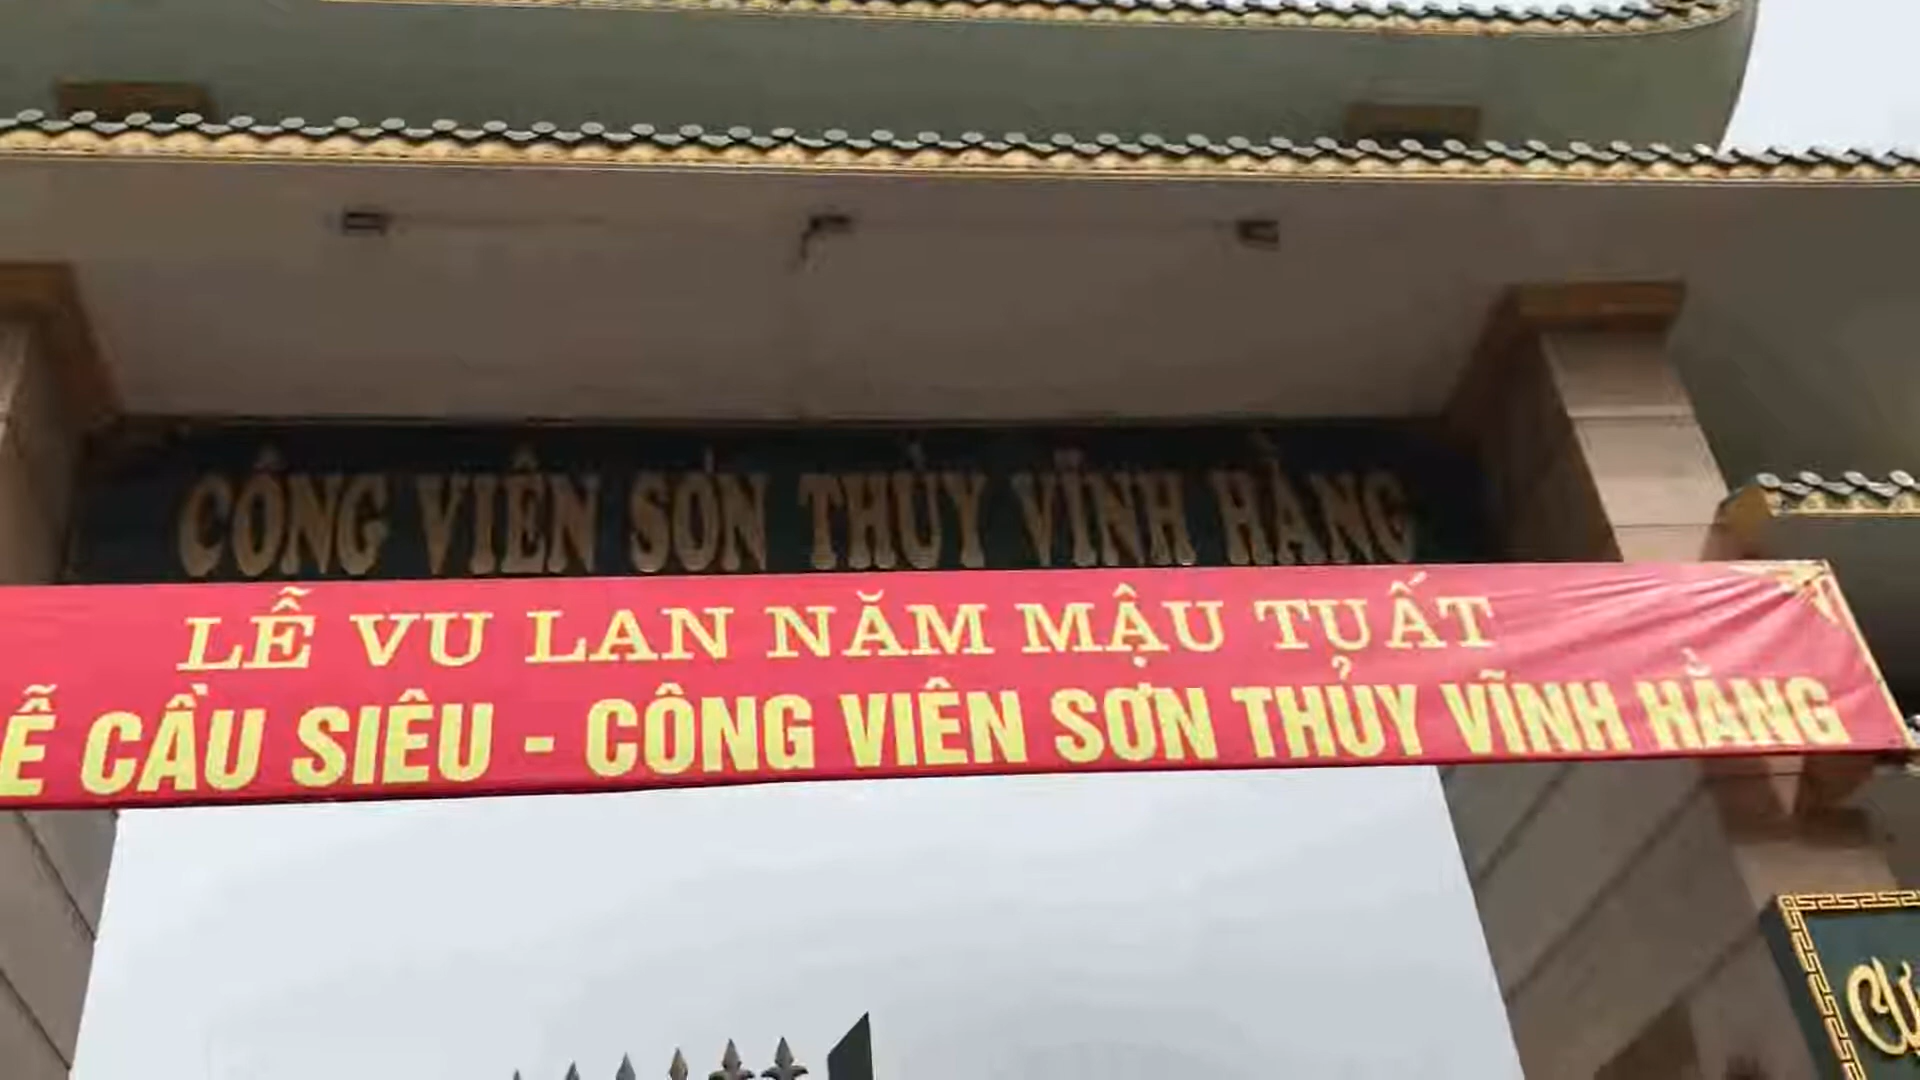 CÔNG VIÊN SƠN THỦY VĨNH HẰNG
LỄ VU LAN NĂM MẬU TUẤT
Ễ CẦU SIÊU - CÔNG VIÊN SƠN THỦY VĨNH HẰNG